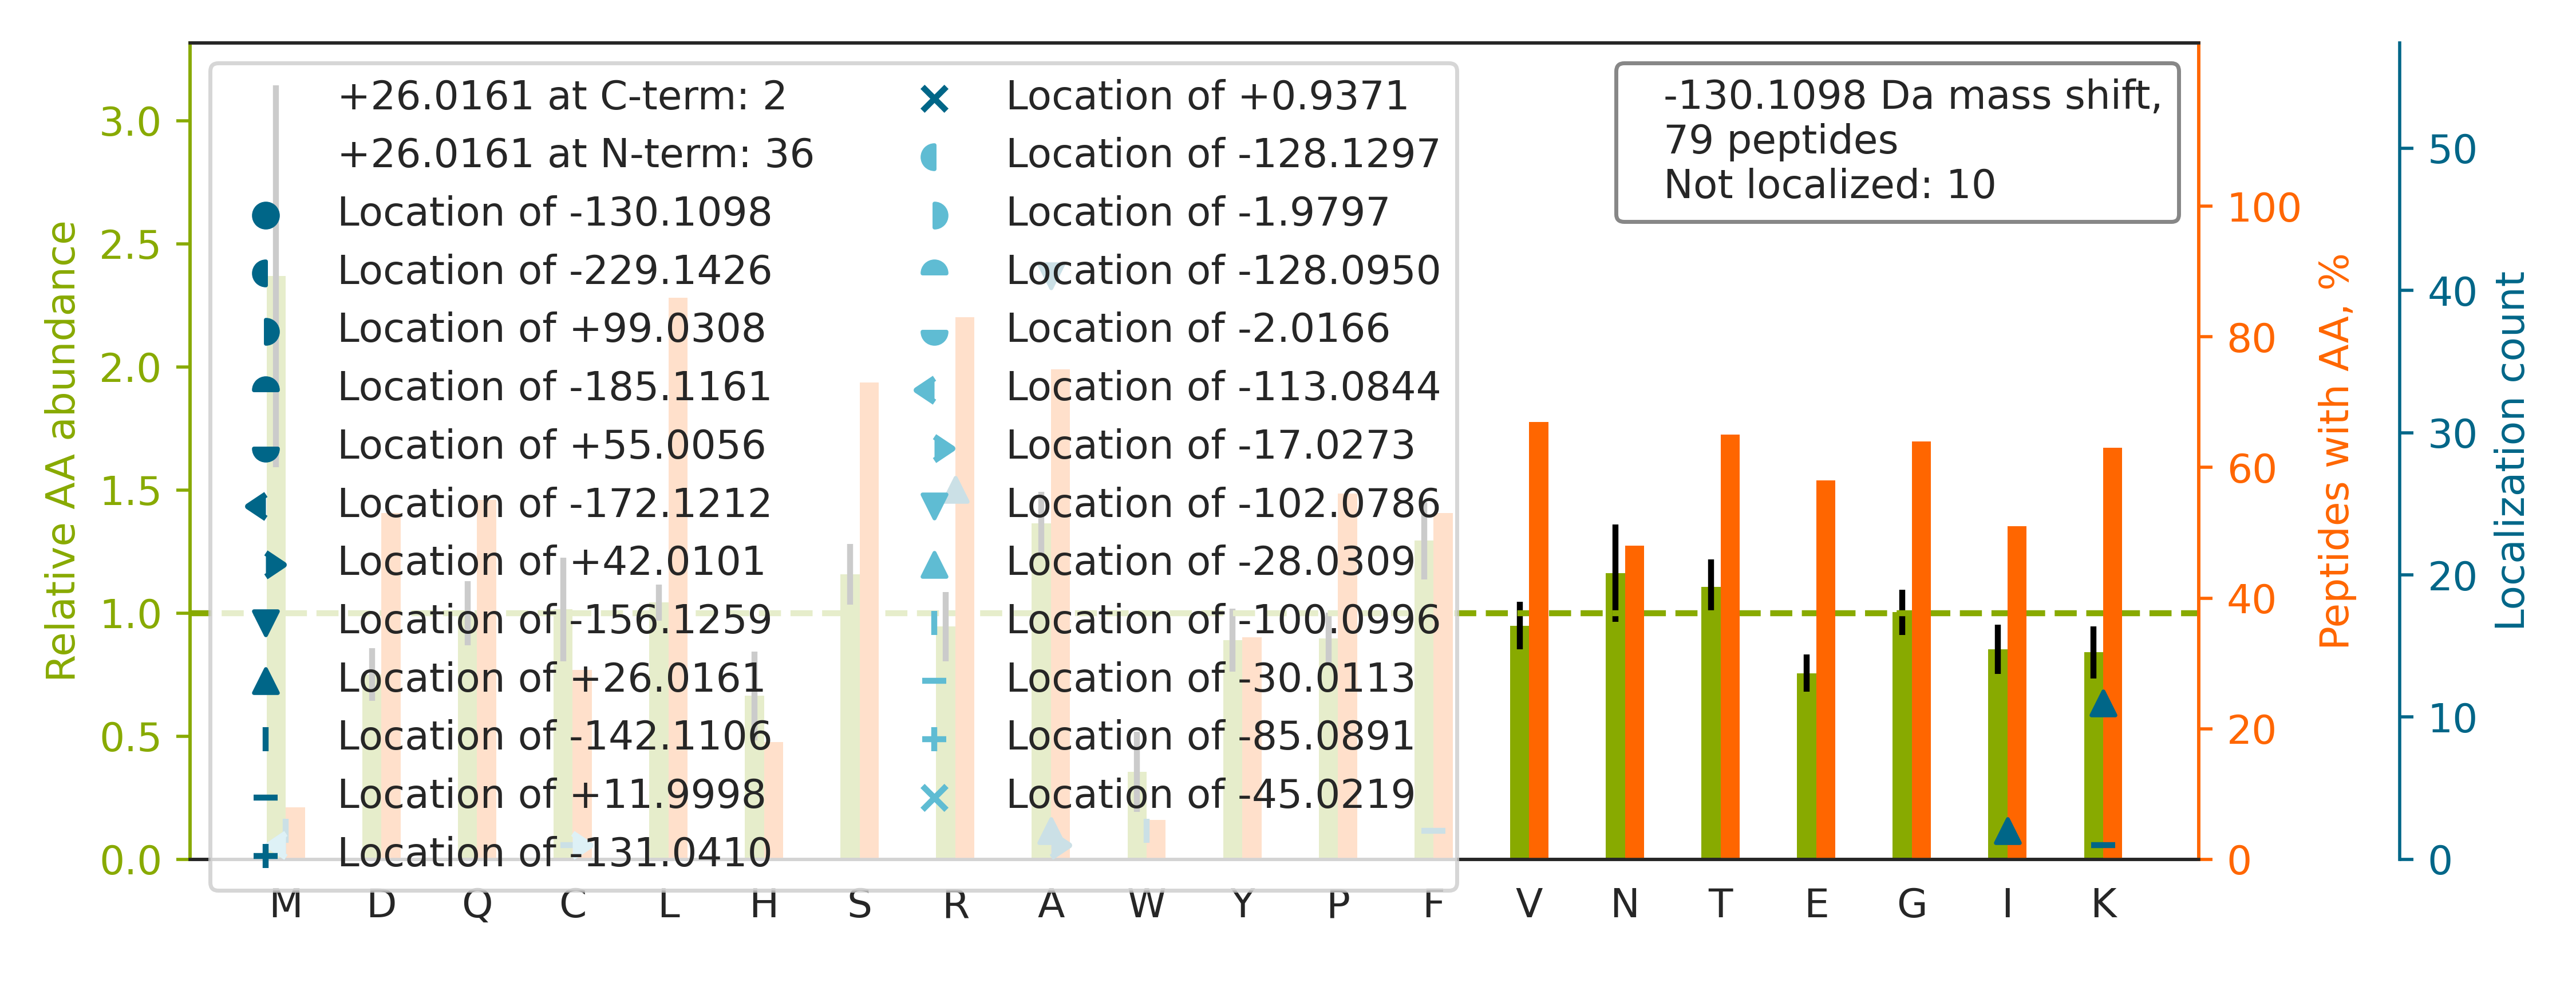 +26.0161 at C-term: 2
+26.0161 at N-term: 36
Location of -130.1098
Location of -229.1426
Location of +99.0308
Location of -185.1161
Location of +55.0056
Location of -172.1212
Location of +42.0101
Location of -156.1259
Location of +26.0161
Location of -142.1106
Location of +11.9998
Location of -131.0410
Location of +0.9371
Location of -128.1297
Location of -1.9797
Location of -128.0950
Location of -2.0166
Location of -113.0844
Location of -17.0273
Location of -102.0786
Location of -28.0309
Location of -100.0996
Location of -30.0113
Location of -85.0891
Location of -45.0219
-130.1098 Da mass shift,
79 peptides
Not localized: 10
Relative AA abundance
3.0
2.5
2.0
1.5
1.0
0.5
0.0
M D Q C L H S R A W Y P F V N T E G I K
100
80
60
40
20
0
Peptides with AA, %
50
40
30
20
10
0
Localization count